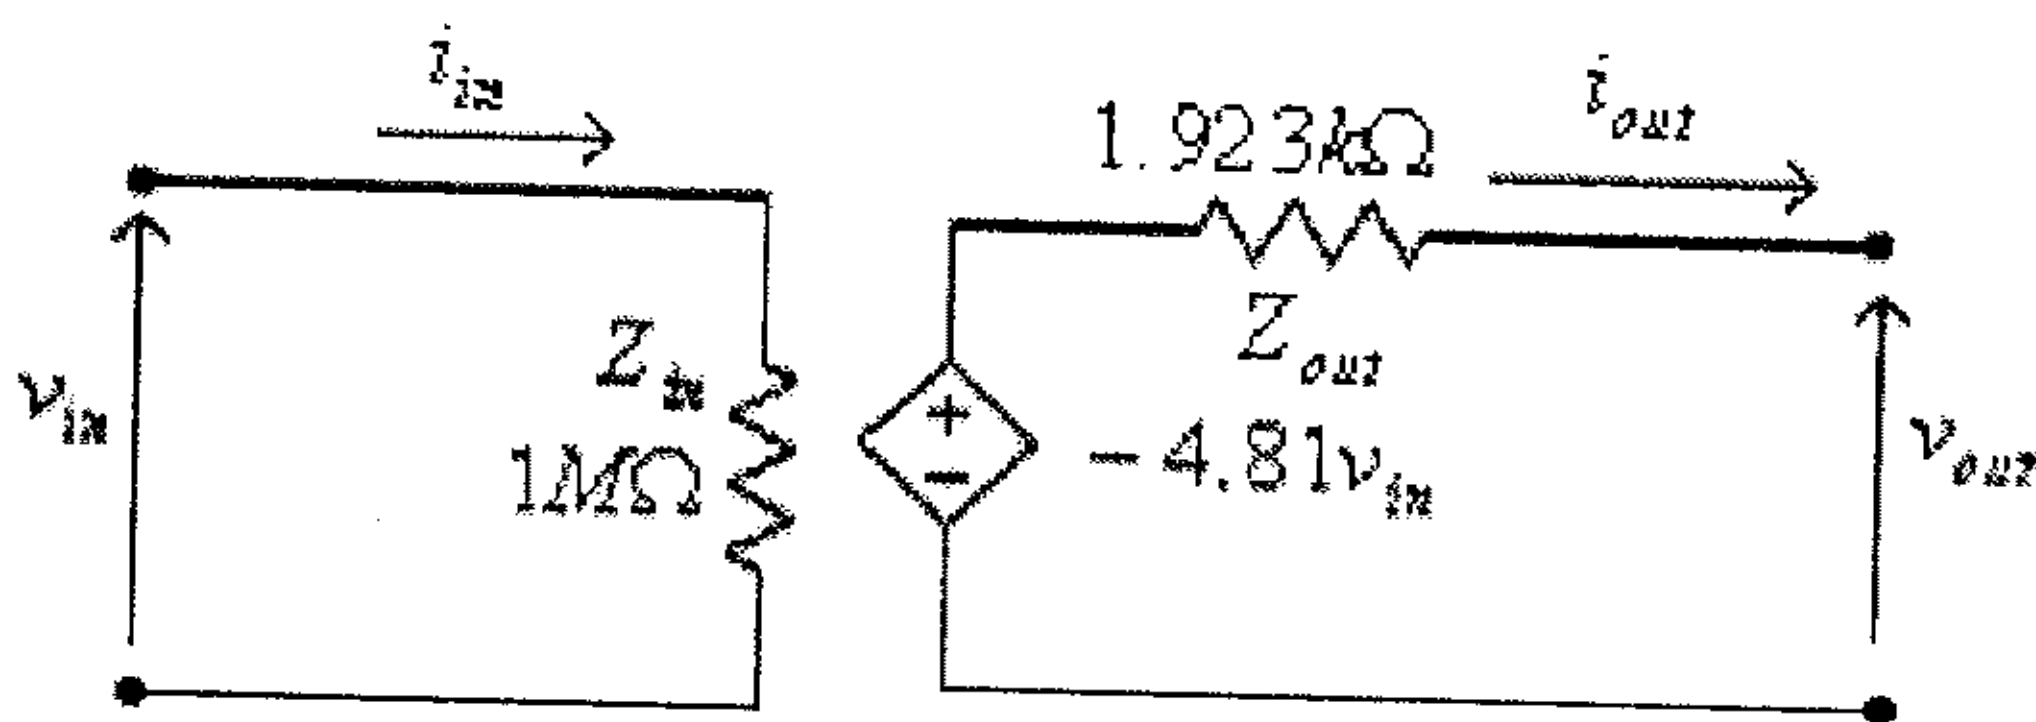 i_in
1.923kΩ
i_out
Z_in
Z_out
v_in
1MΩ
+
−
−4.81v_in
v_out